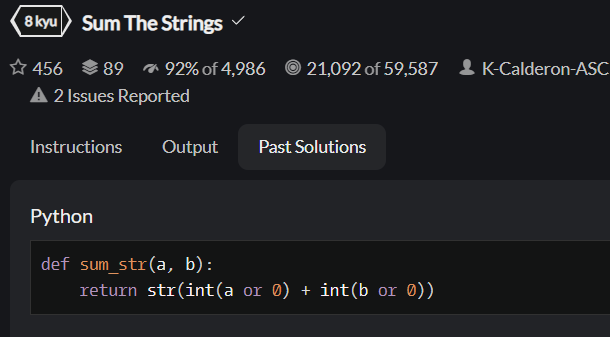 8 kyu Sum The Strings
456 89 92% of 4,986 21,092 of 59,587 K-Calderon-ASC
2 Issues Reported
Instructions Output Past Solutions
Python
def sum_str(a, b):
    return str(int(a or 0) + int(b or 0))